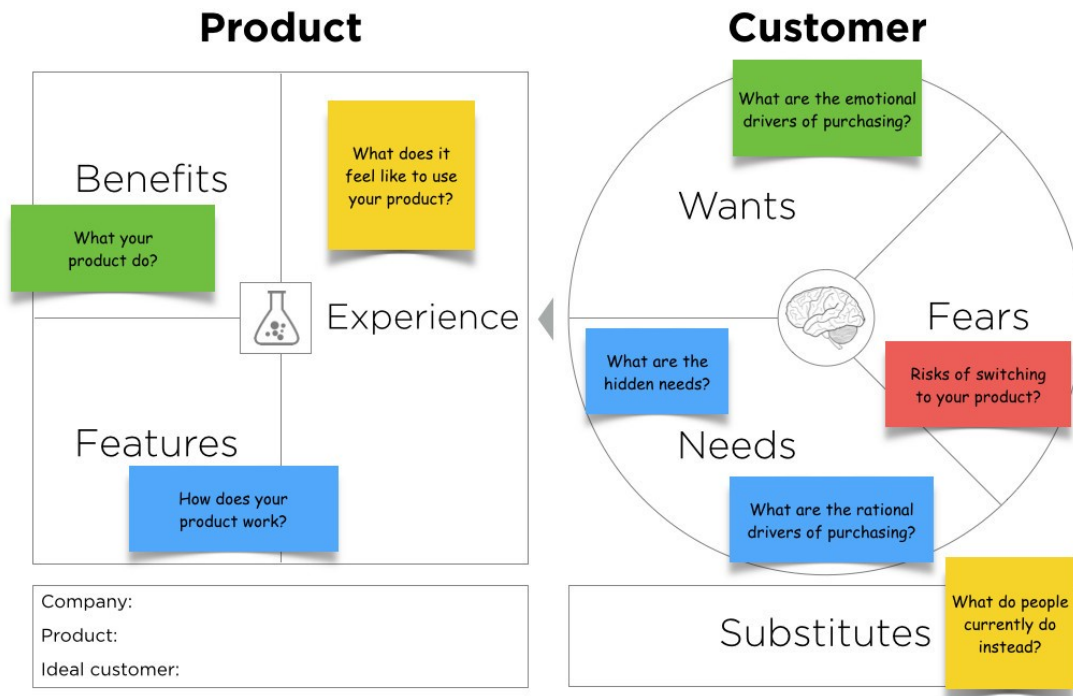 Product
Benefits
What your
product do?
What does it
feel like to use
your product?
Experience
Features
How does your
product work?
Company:
Product:
Ideal customer:
Customer
What are the emotional
drivers of purchasing?
Wants
Fears
Risks of switching
to your product?
What are the
hidden needs?
Needs
What are the rational
drivers of purchasing?
Substitutes
What do people
currently do
instead?